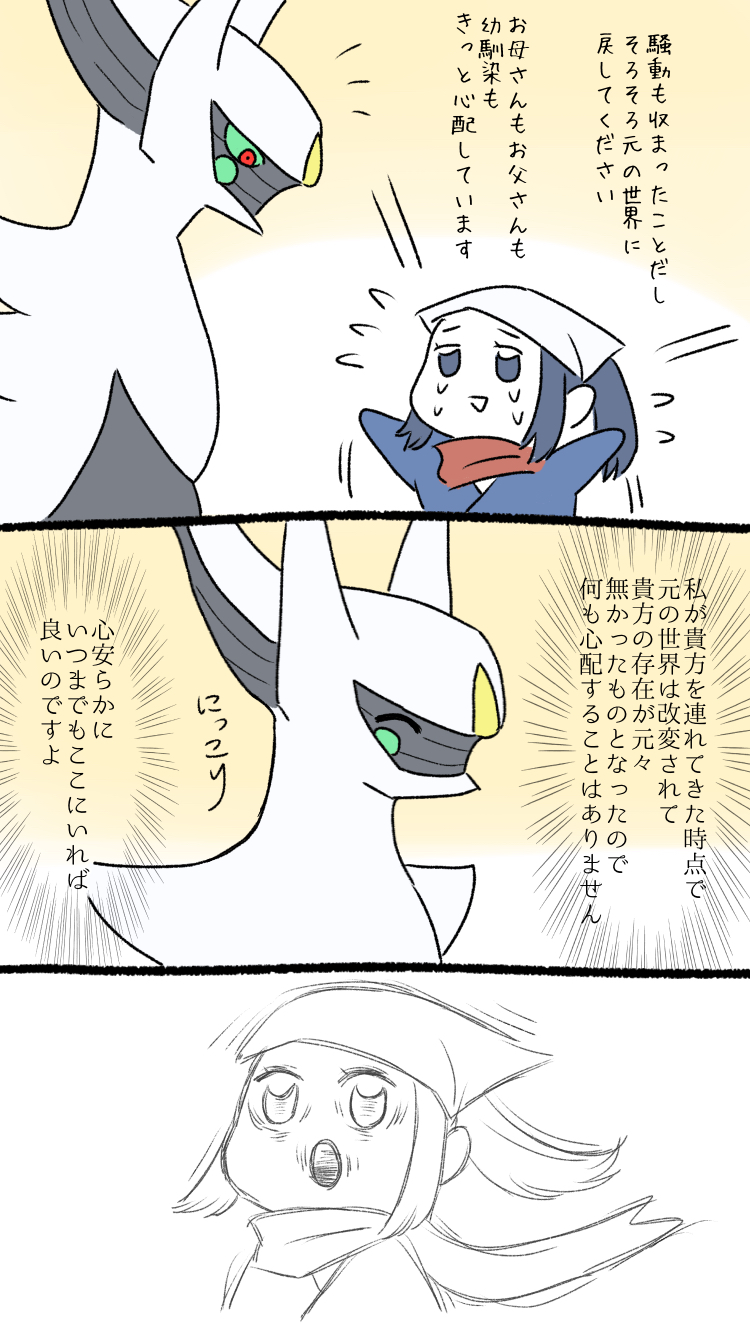 騒動も収まったことだし
そろそろ元の世界に
戻してください
お母さんもお父さんも
幼馴染も
きっと心配しています
私が貴方を連れてきた時点で
元の世界は改変されて
貴方の存在が元々
無かったものとなったので
何も心配することはありません
にっこり
心安らかに
いつまでもここにいれば
良いのですよ